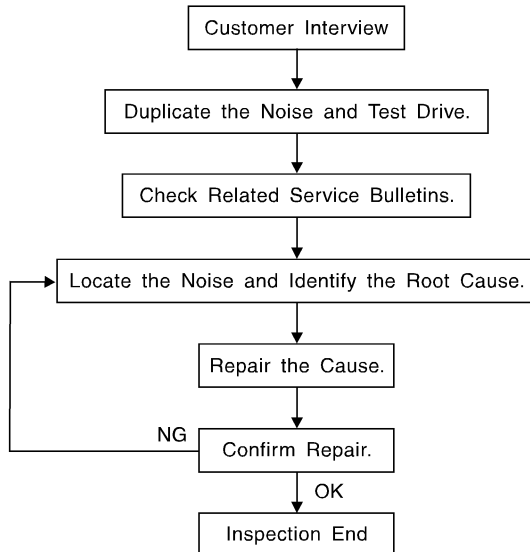 Customer Interview
Duplicate the Noise and Test Drive.
Check Related Service Bulletins.
Locate the Noise and Identify the Root Cause.
Repair the Cause.
NG
Confirm Repair.
OK
Inspection End